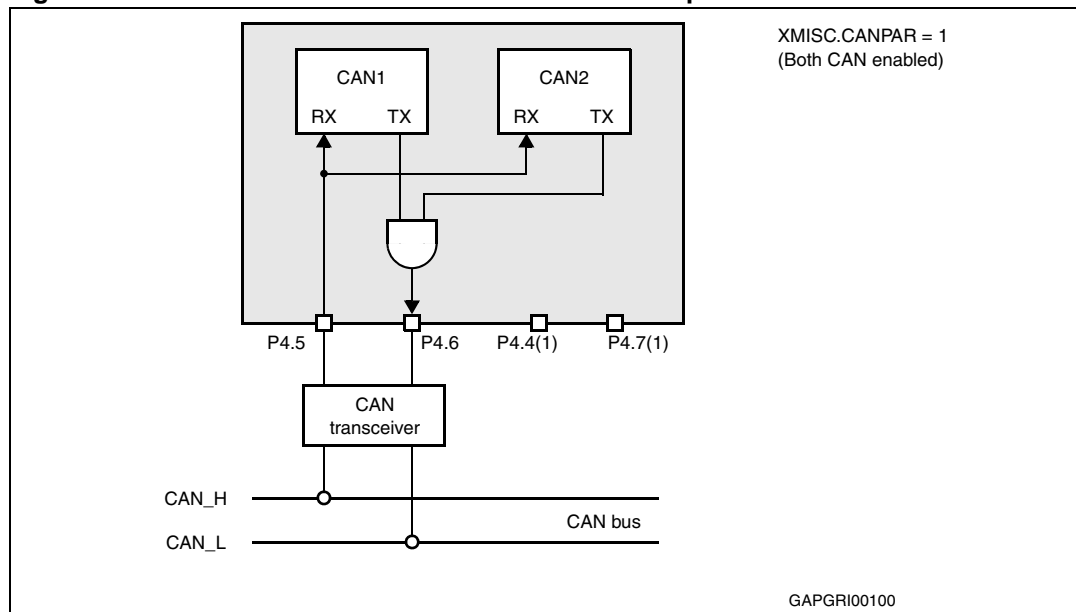 XMISC.CANPAR = 1
(Both CAN enabled)
CAN1
RX TX
CAN2
RX TX
P4.5
P4.6
P4.4(1)
P4.7(1)
CAN
transceiver
CAN_H
CAN bus
CAN_L
GAPGRI00100